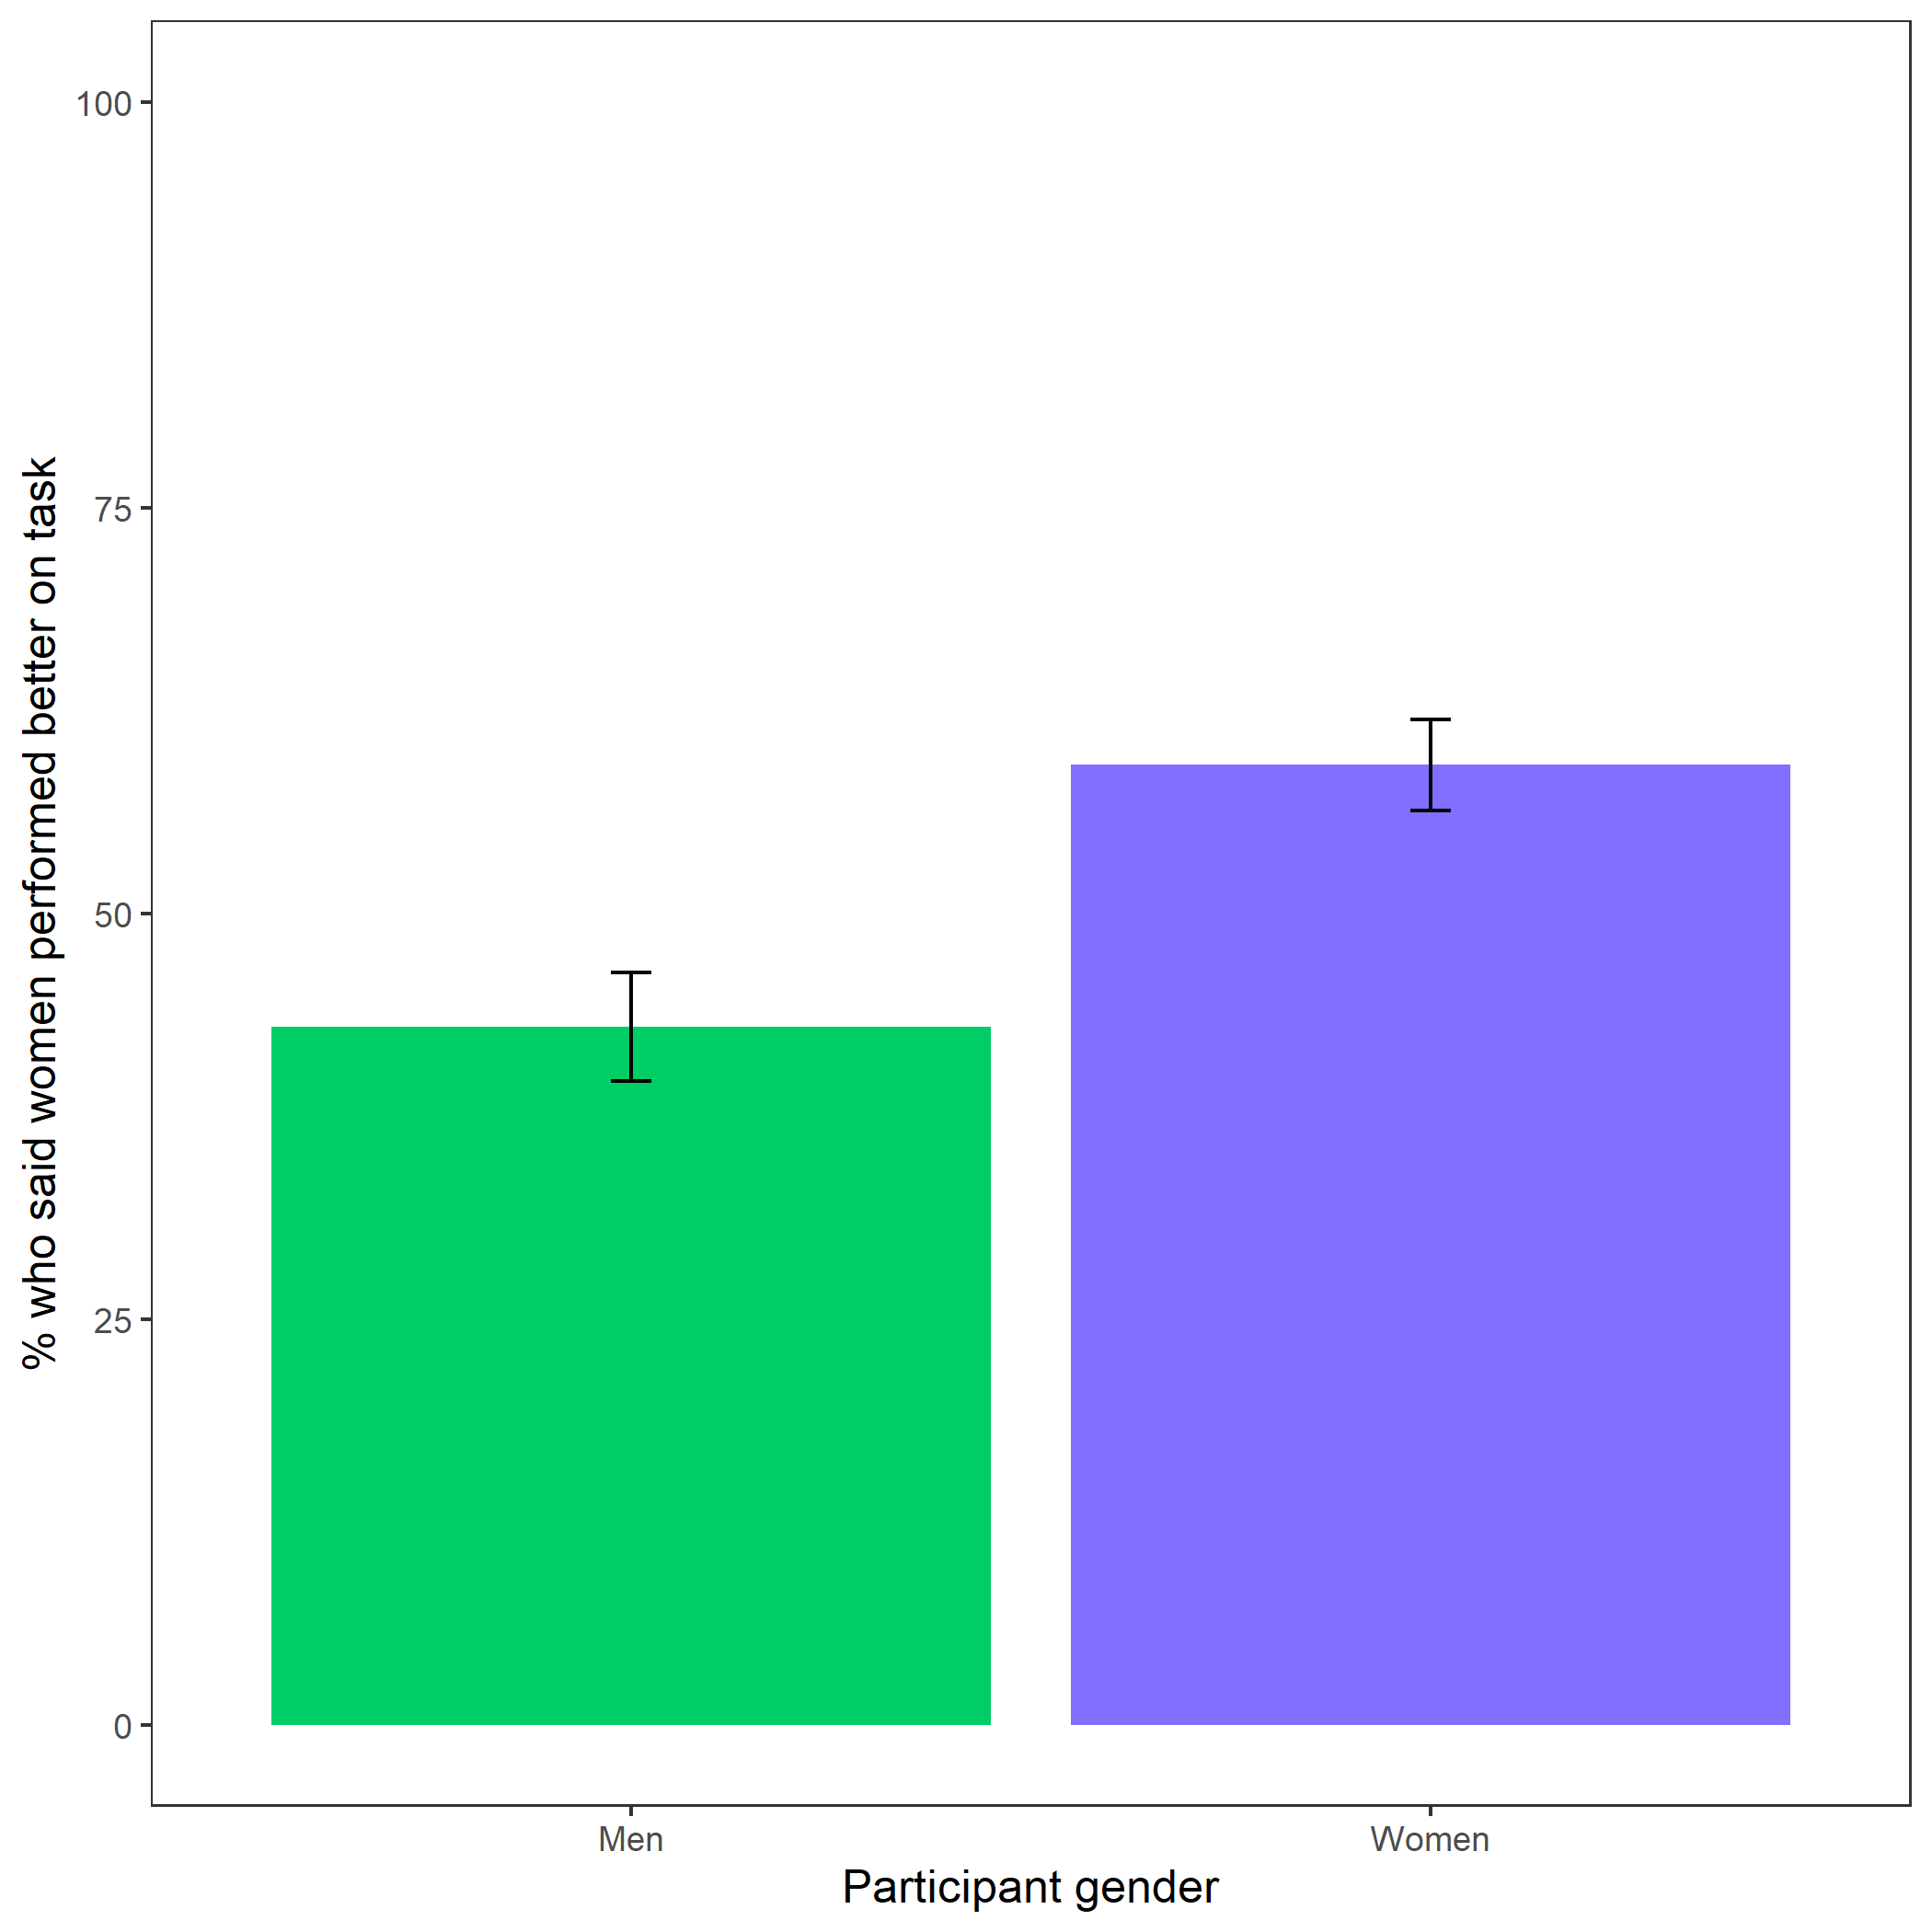 % who said women performed better on task
100
75
50
25
0
Men
Women
Participant gender